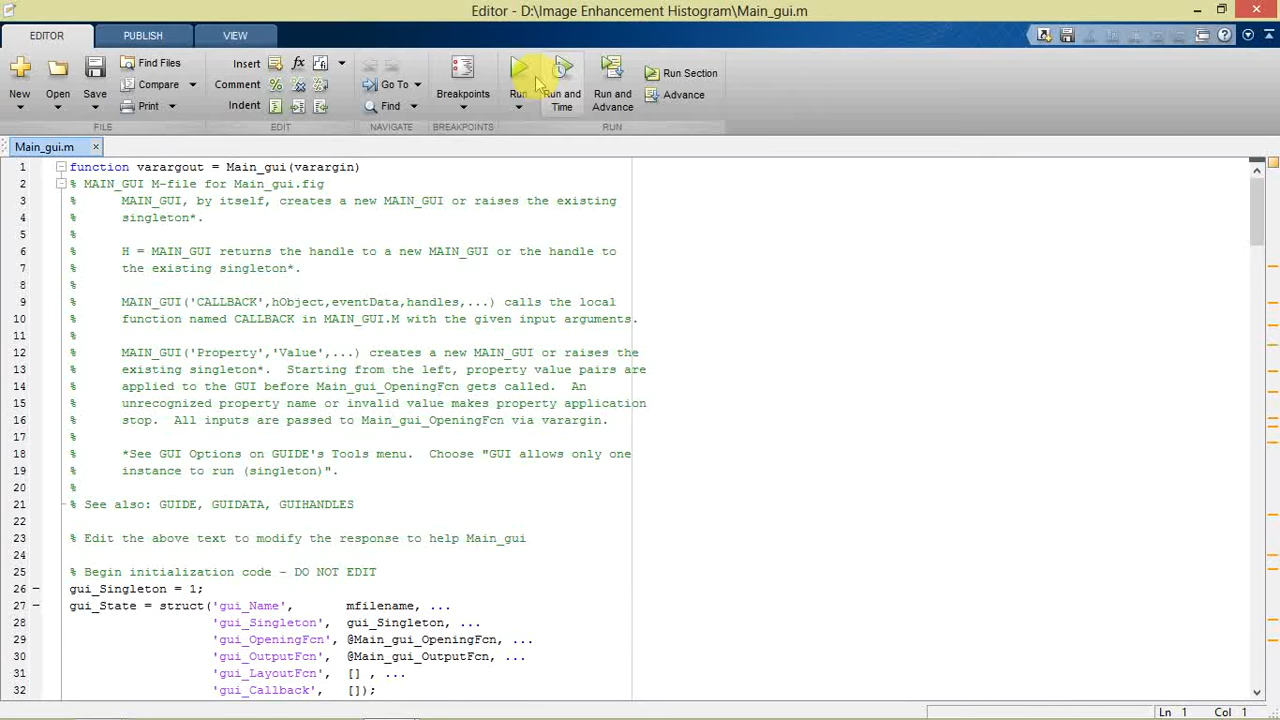 Editor - D:\Image Enhancement Histogram\Main_gui.m
EDITOR PUBLISH VIEW
New Open Save Find Files Compare Print
FILE
Insert fx
Comment
Indent
EDIT
Go To
Find
NAVIGATE
Breakpoints
BREAKPOINTS
Run Run and Time Run and Advance Run Section Advance
RUN
Main_gui.m ×
1 function varargout = Main_gui(varargin)
2 % MAIN_GUI M-file for Main_gui.fig
3 % MAIN_GUI, by itself, creates a new MAIN_GUI or raises the existing
4 % singleton*.
5 %
6 % H = MAIN_GUI returns the handle to a new MAIN_GUI or the handle to
7 % the existing singleton*.
8 %
9 % MAIN_GUI('CALLBACK',hObject,eventData,handles,...) calls the local
10 % function named CALLBACK in MAIN_GUI.M with the given input arguments.
11 %
12 % MAIN_GUI('Property','Value',...) creates a new MAIN_GUI or raises the
13 % existing singleton*. Starting from the left, property value pairs are
14 % applied to the GUI before Main_gui_OpeningFcn gets called. An
15 % unrecognized property name or invalid value makes property application
16 % stop. All inputs are passed to Main_gui_OpeningFcn via varargin.
17 %
18 % *See GUI Options on GUIDE's Tools menu. Choose "GUI allows only one
19 % instance to run (singleton)".
20 %
21 % See also: GUIDE, GUIDATA, GUIHANDLES
22
23 % Edit the above text to modify the response to help Main_gui
24
25 % Begin initialization code - DO NOT EDIT
26 gui_Singleton = 1;
27 gui_State = struct('gui_Name', mfilename, ...
28 'gui_Singleton', gui_Singleton, ...
29 'gui_OpeningFcn', @Main_gui_OpeningFcn, ...
30 'gui_OutputFcn', @Main_gui_OutputFcn, ...
31 'gui_LayoutFcn', [] , ...
32 'gui_Callback', []);
Ln 1 Col 1